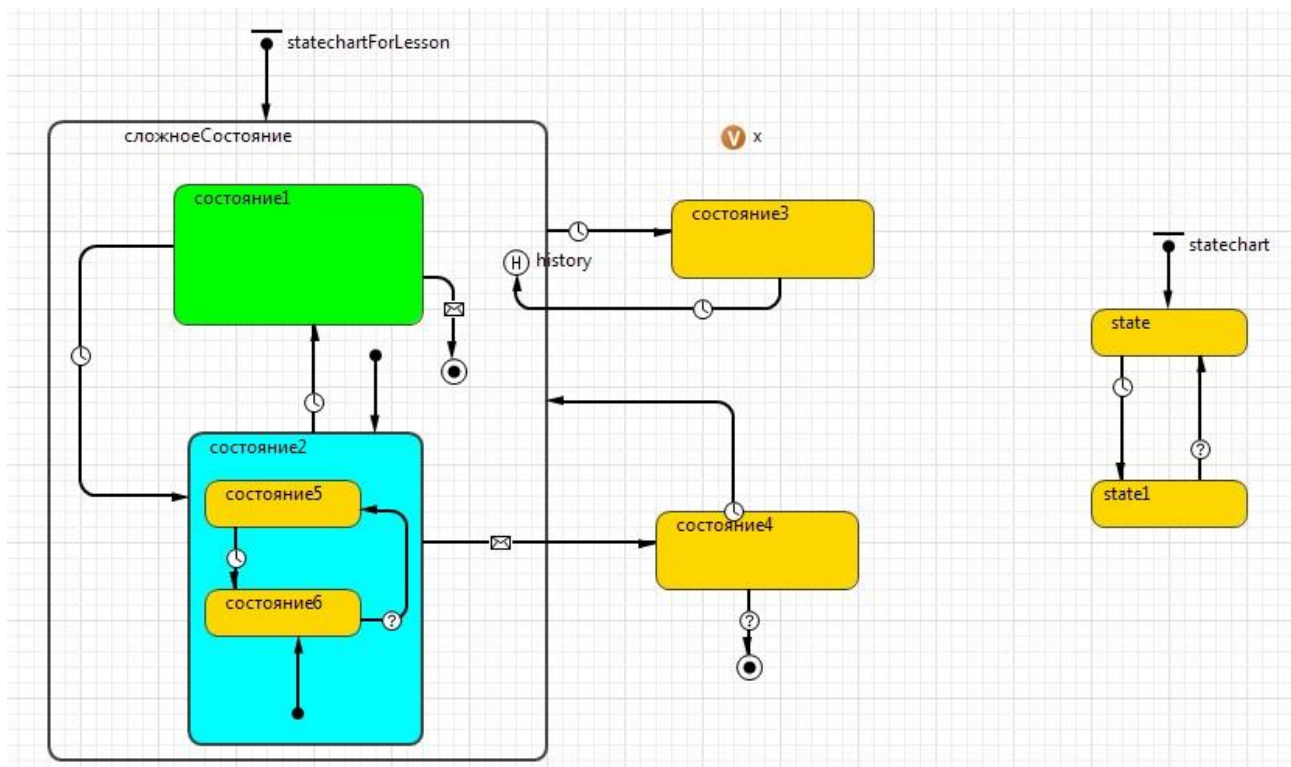 statechartForLesson
сложноеСостояние
V x
состояние1
состояние3
H history
statechart
state
состояние2
состояние5
state1
состояние4
состояние6
?
?
?